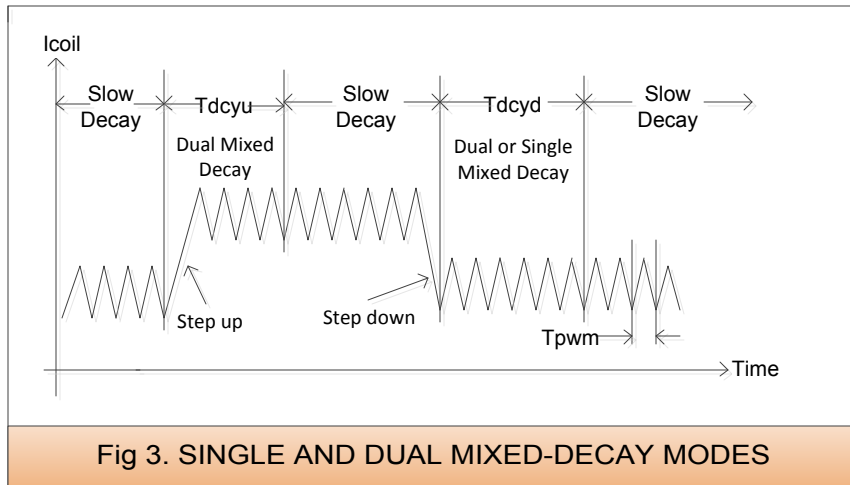 Icoil
Slow
Decay
Tdcyu
Slow
Decay
Tdcyd
Slow
Decay
Dual Mixed
Decay
Dual or Single
Mixed Decay
Step up
Step down
Tpwm
Time
Fig 3. SINGLE AND DUAL MIXED-DECAY MODES